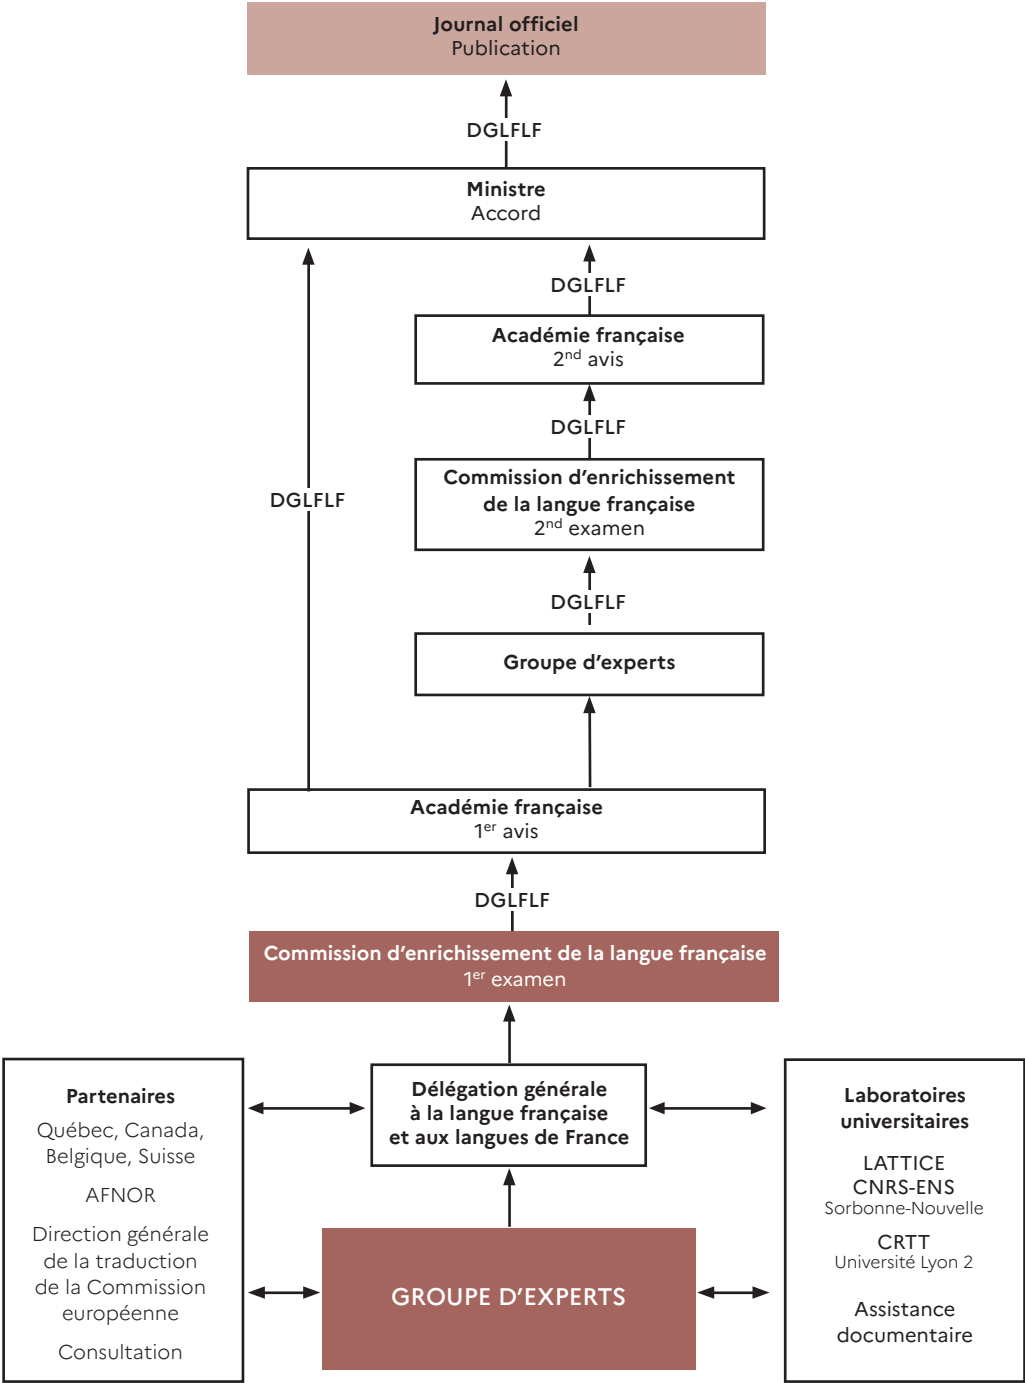 Journal officiel
Publication
DGLFLF
Ministre
Accord
DGLFLF
Académie française
2nd avis
DGLFLF
Commission d'enrichissement
de la langue française
2nd examen
DGLFLF
DGLFLF
Groupe d'experts
Académie française
1er avis
DGLFLF
Commission d'enrichissement de la langue française
1er examen
Délégation générale
à la langue française
et aux langues de France
Partenaires
Québec, Canada,
Belgique, Suisse
AFNOR
Direction générale
de la traduction
de la Commission
européenne
Consultation
GROUPE D'EXPERTS
Laboratoires
universitaires
LATTICE
CNRS-ENS
Sorbonne-Nouvelle
CRTT
Université Lyon 2
Assistance
documentaire